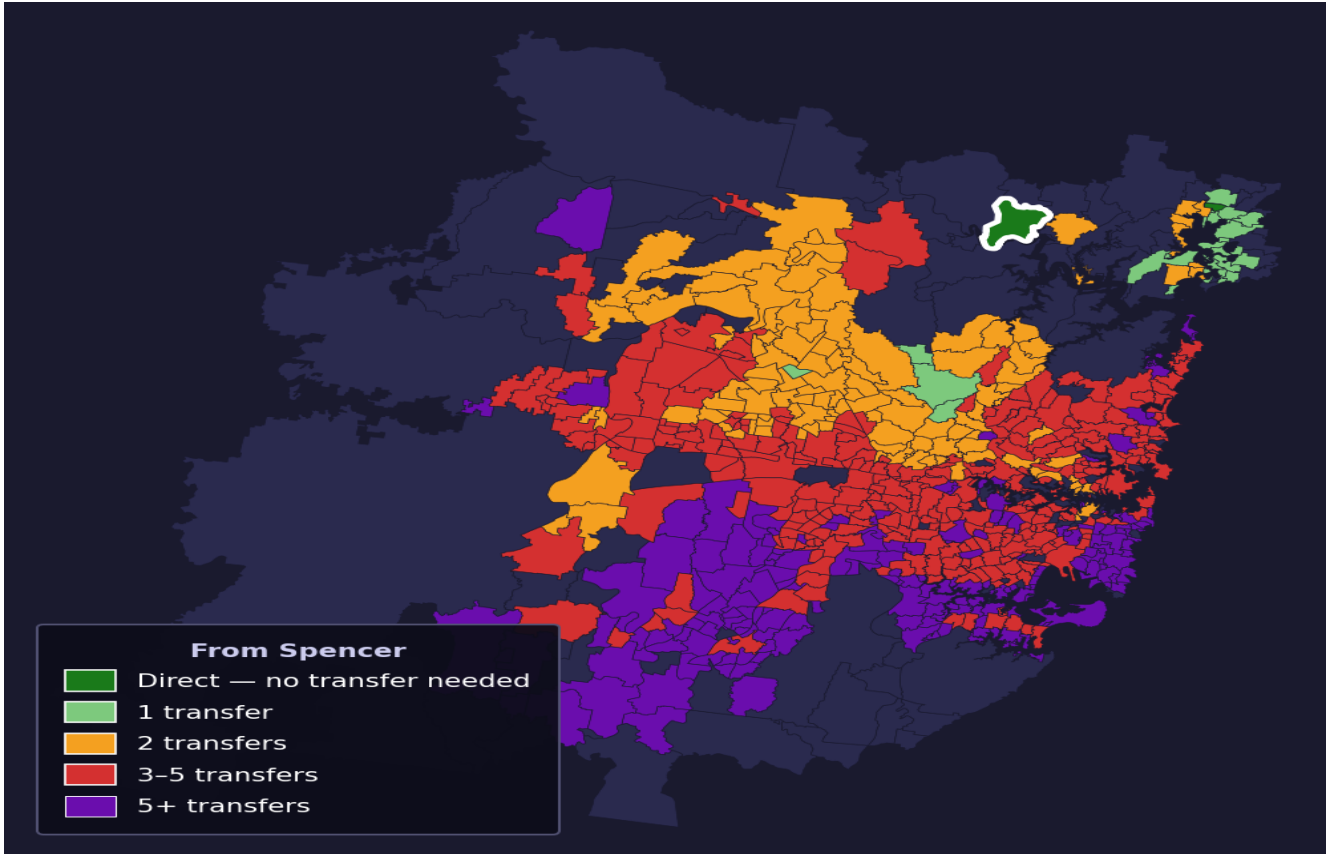 From Spencer
Direct — no transfer needed
1 transfer
2 transfers
3–5 transfers
5+ transfers